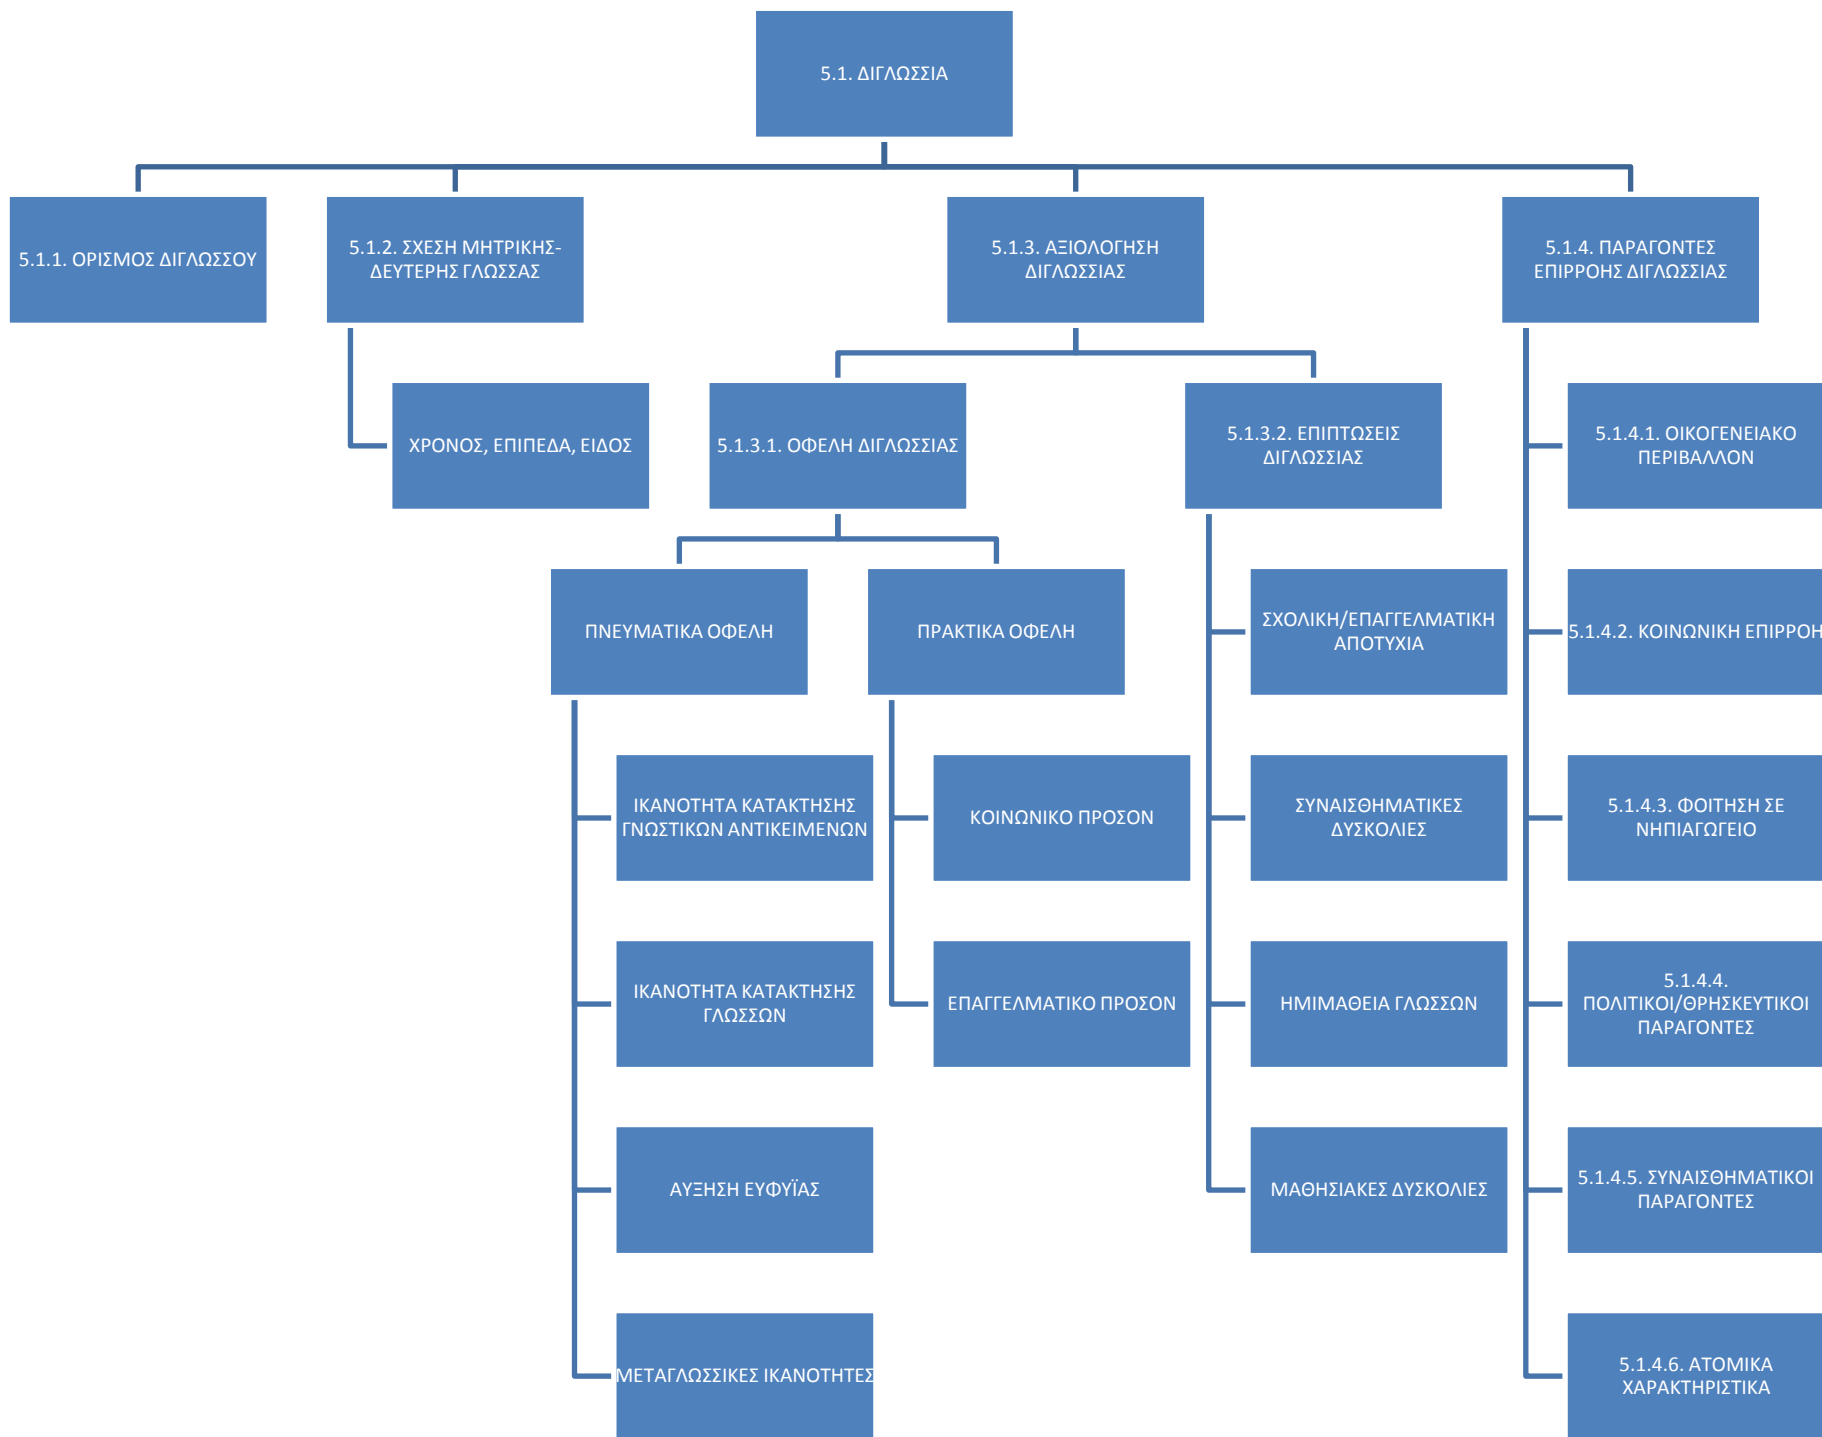 5.1. ΔΙΓΛΩΣΣΙΑ
5.1.1. ΟΡΙΣΜΟΣ ΔΙΓΛΩΣΣΟΥ
5.1.2. ΣΧΕΣΗ ΜΗΤΡΙΚΗΣ-
ΔΕΥΤΕΡΗΣ ΓΛΩΣΣΑΣ
ΧΡΟΝΟΣ, ΕΠΙΠΕΔΑ, ΕΙΔΟΣ
5.1.3. ΑΞΙΟΛΟΓΗΣΗ
ΔΙΓΛΩΣΣΙΑΣ
5.1.3.1. ΟΦΕΛΗ ΔΙΓΛΩΣΣΙΑΣ
ΠΝΕΥΜΑΤΙΚΑ ΟΦΕΛΗ
ΙΚΑΝΟΤΗΤΑ ΚΑΤΑΚΤΗΣΗΣ
ΓΝΩΣΤΙΚΩΝ ΑΝΤΙΚΕΙΜΕΝΩΝ
ΙΚΑΝΟΤΗΤΑ ΚΑΤΑΚΤΗΣΗΣ
ΓΛΩΣΣΩΝ
ΑΥΞΗΣΗ ΕΥΦΥΪΑΣ
ΜΕΤΑΓΛΩΣΣΙΚΕΣ ΙΚΑΝΟΤΗΤΕΣ
ΠΡΑΚΤΙΚΑ ΟΦΕΛΗ
ΚΟΙΝΩΝΙΚΟ ΠΡΟΣΟΝ
ΕΠΑΓΓΕΛΜΑΤΙΚΟ ΠΡΟΣΟΝ
5.1.3.2. ΕΠΙΠΤΩΣΕΙΣ
ΔΙΓΛΩΣΣΙΑΣ
ΣΧΟΛΙΚΗ/ΕΠΑΓΓΕΛΜΑΤΙΚΗ
ΑΠΟΤΥΧΙΑ
ΣΥΝΑΙΣΘΗΜΑΤΙΚΕΣ
ΔΥΣΚΟΛΙΕΣ
ΗΜΙΜΑΘΕΙΑ ΓΛΩΣΣΩΝ
ΜΑΘΗΣΙΑΚΕΣ ΔΥΣΚΟΛΙΕΣ
5.1.4. ΠΑΡΑΓΟΝΤΕΣ
ΕΠΙΡΡΟΗΣ ΔΙΓΛΩΣΣΙΑΣ
5.1.4.1. ΟΙΚΟΓΕΝΕΙΑΚΟ
ΠΕΡΙΒΑΛΛΟΝ
5.1.4.2. ΚΟΙΝΩΝΙΚΗ ΕΠΙΡΡΟΗ
5.1.4.3. ΦΟΙΤΗΣΗ ΣΕ
ΝΗΠΙΑΓΩΓΕΙΟ
5.1.4.4.
ΠΟΛΙΤΙΚΟΙ/ΘΡΗΣΚΕΥΤΙΚΟΙ
ΠΑΡΑΓΟΝΤΕΣ
5.1.4.5. ΣΥΝΑΙΣΘΗΜΑΤΙΚΟΙ
ΠΑΡΑΓΟΝΤΕΣ
5.1.4.6. ΑΤΟΜΙΚΑ
ΧΑΡΑΚΤΗΡΙΣΤΙΚΑ